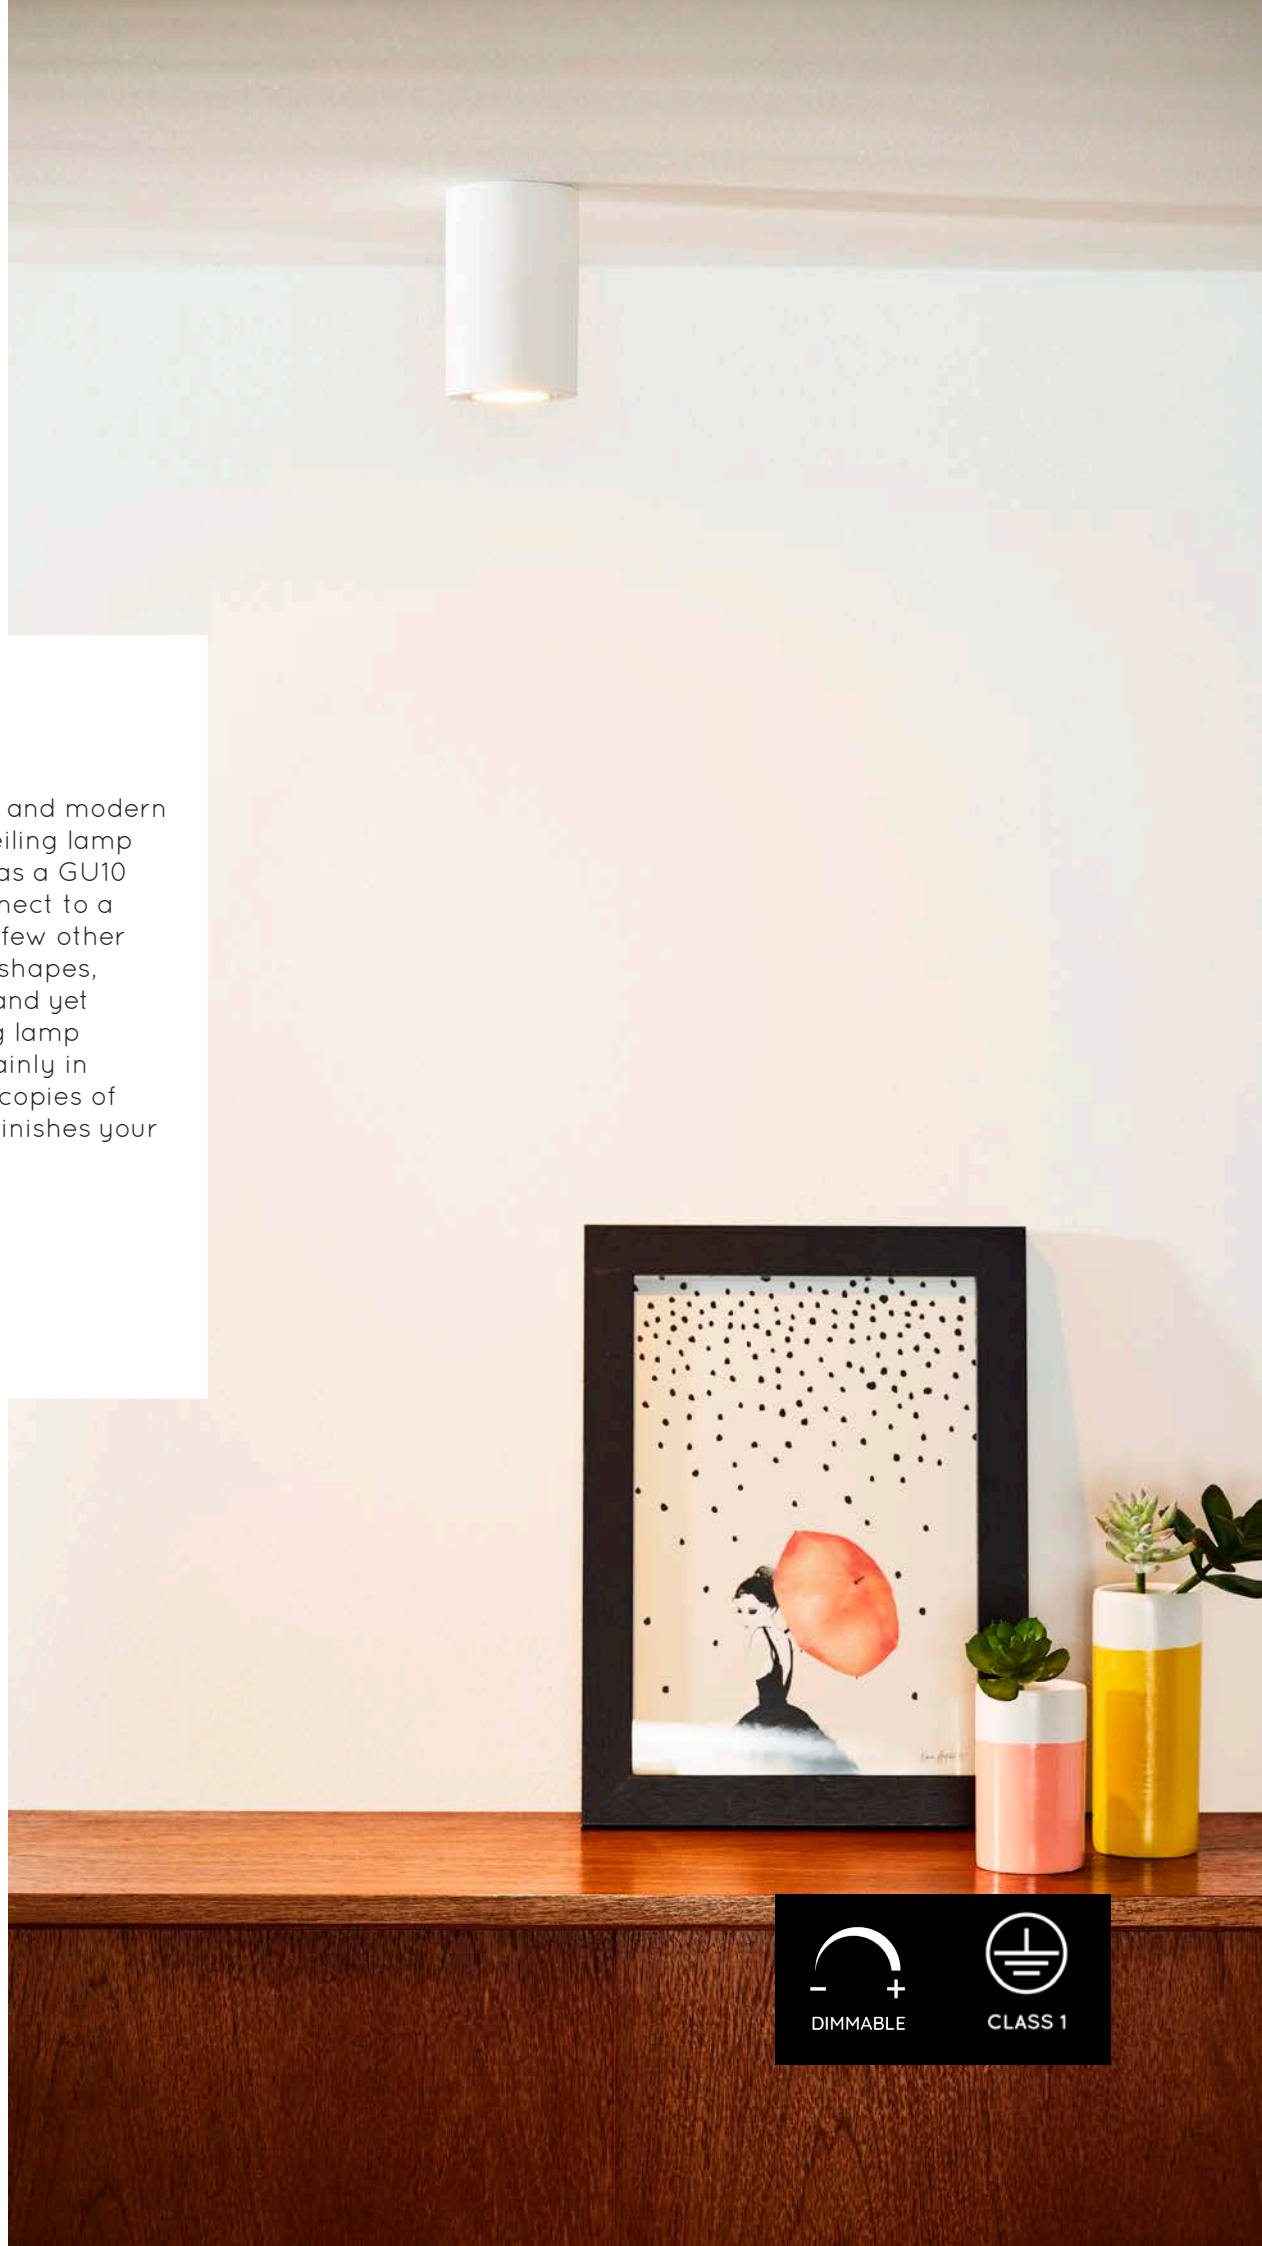 and modern
eiling lamp
as a GU10
nect to a
few other
shapes,
and yet
g lamp
ainly in
copies of
inishes your
DIMMABLE
CLASS 1